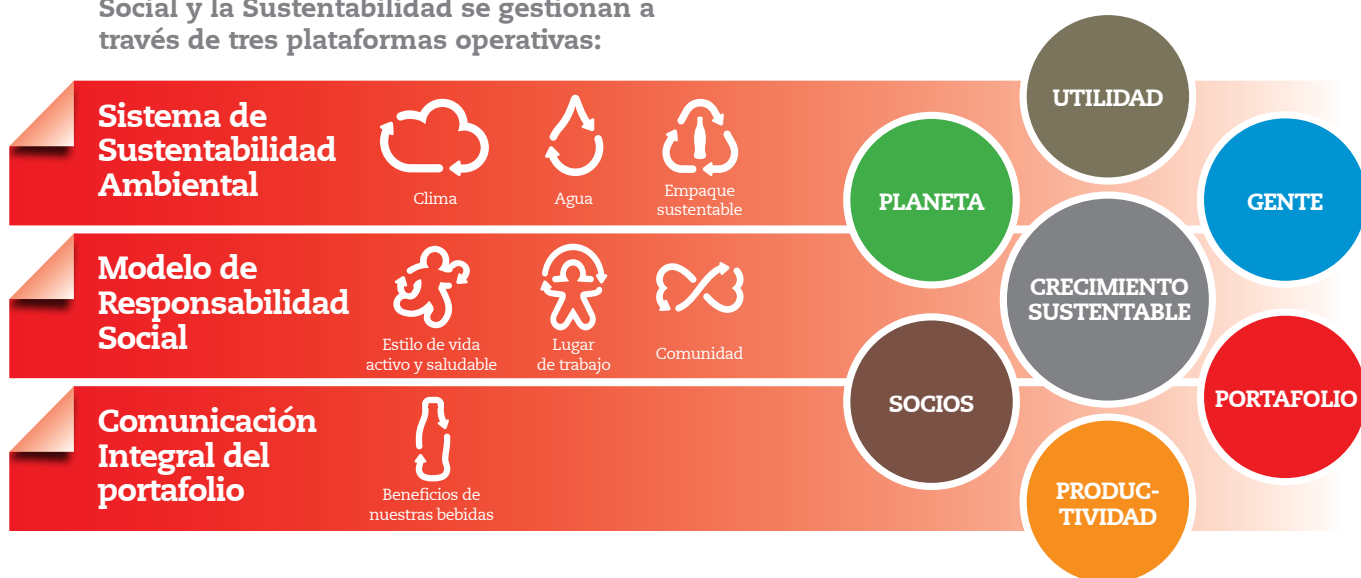 Social y la Sustentabilidad se gestionan a
través de tres plataformas operativas:
Sistema de
Sustentabilidad
Ambiental
Clima
Agua
Empaque
sustentable
Modelo de
Responsabilidad
Social
Estilo de vida
activo y saludable
Lugar
de trabajo
Comunidad
Comunicación
Integral del
portafolio
Beneficios de
nuestras bebidas
UTILIDAD
PLANETA
GENTE
CRECIMIENTO
SUSTENTABLE
SOCIOS
PORTAFOLIO
PRODUC-
TIVIDAD